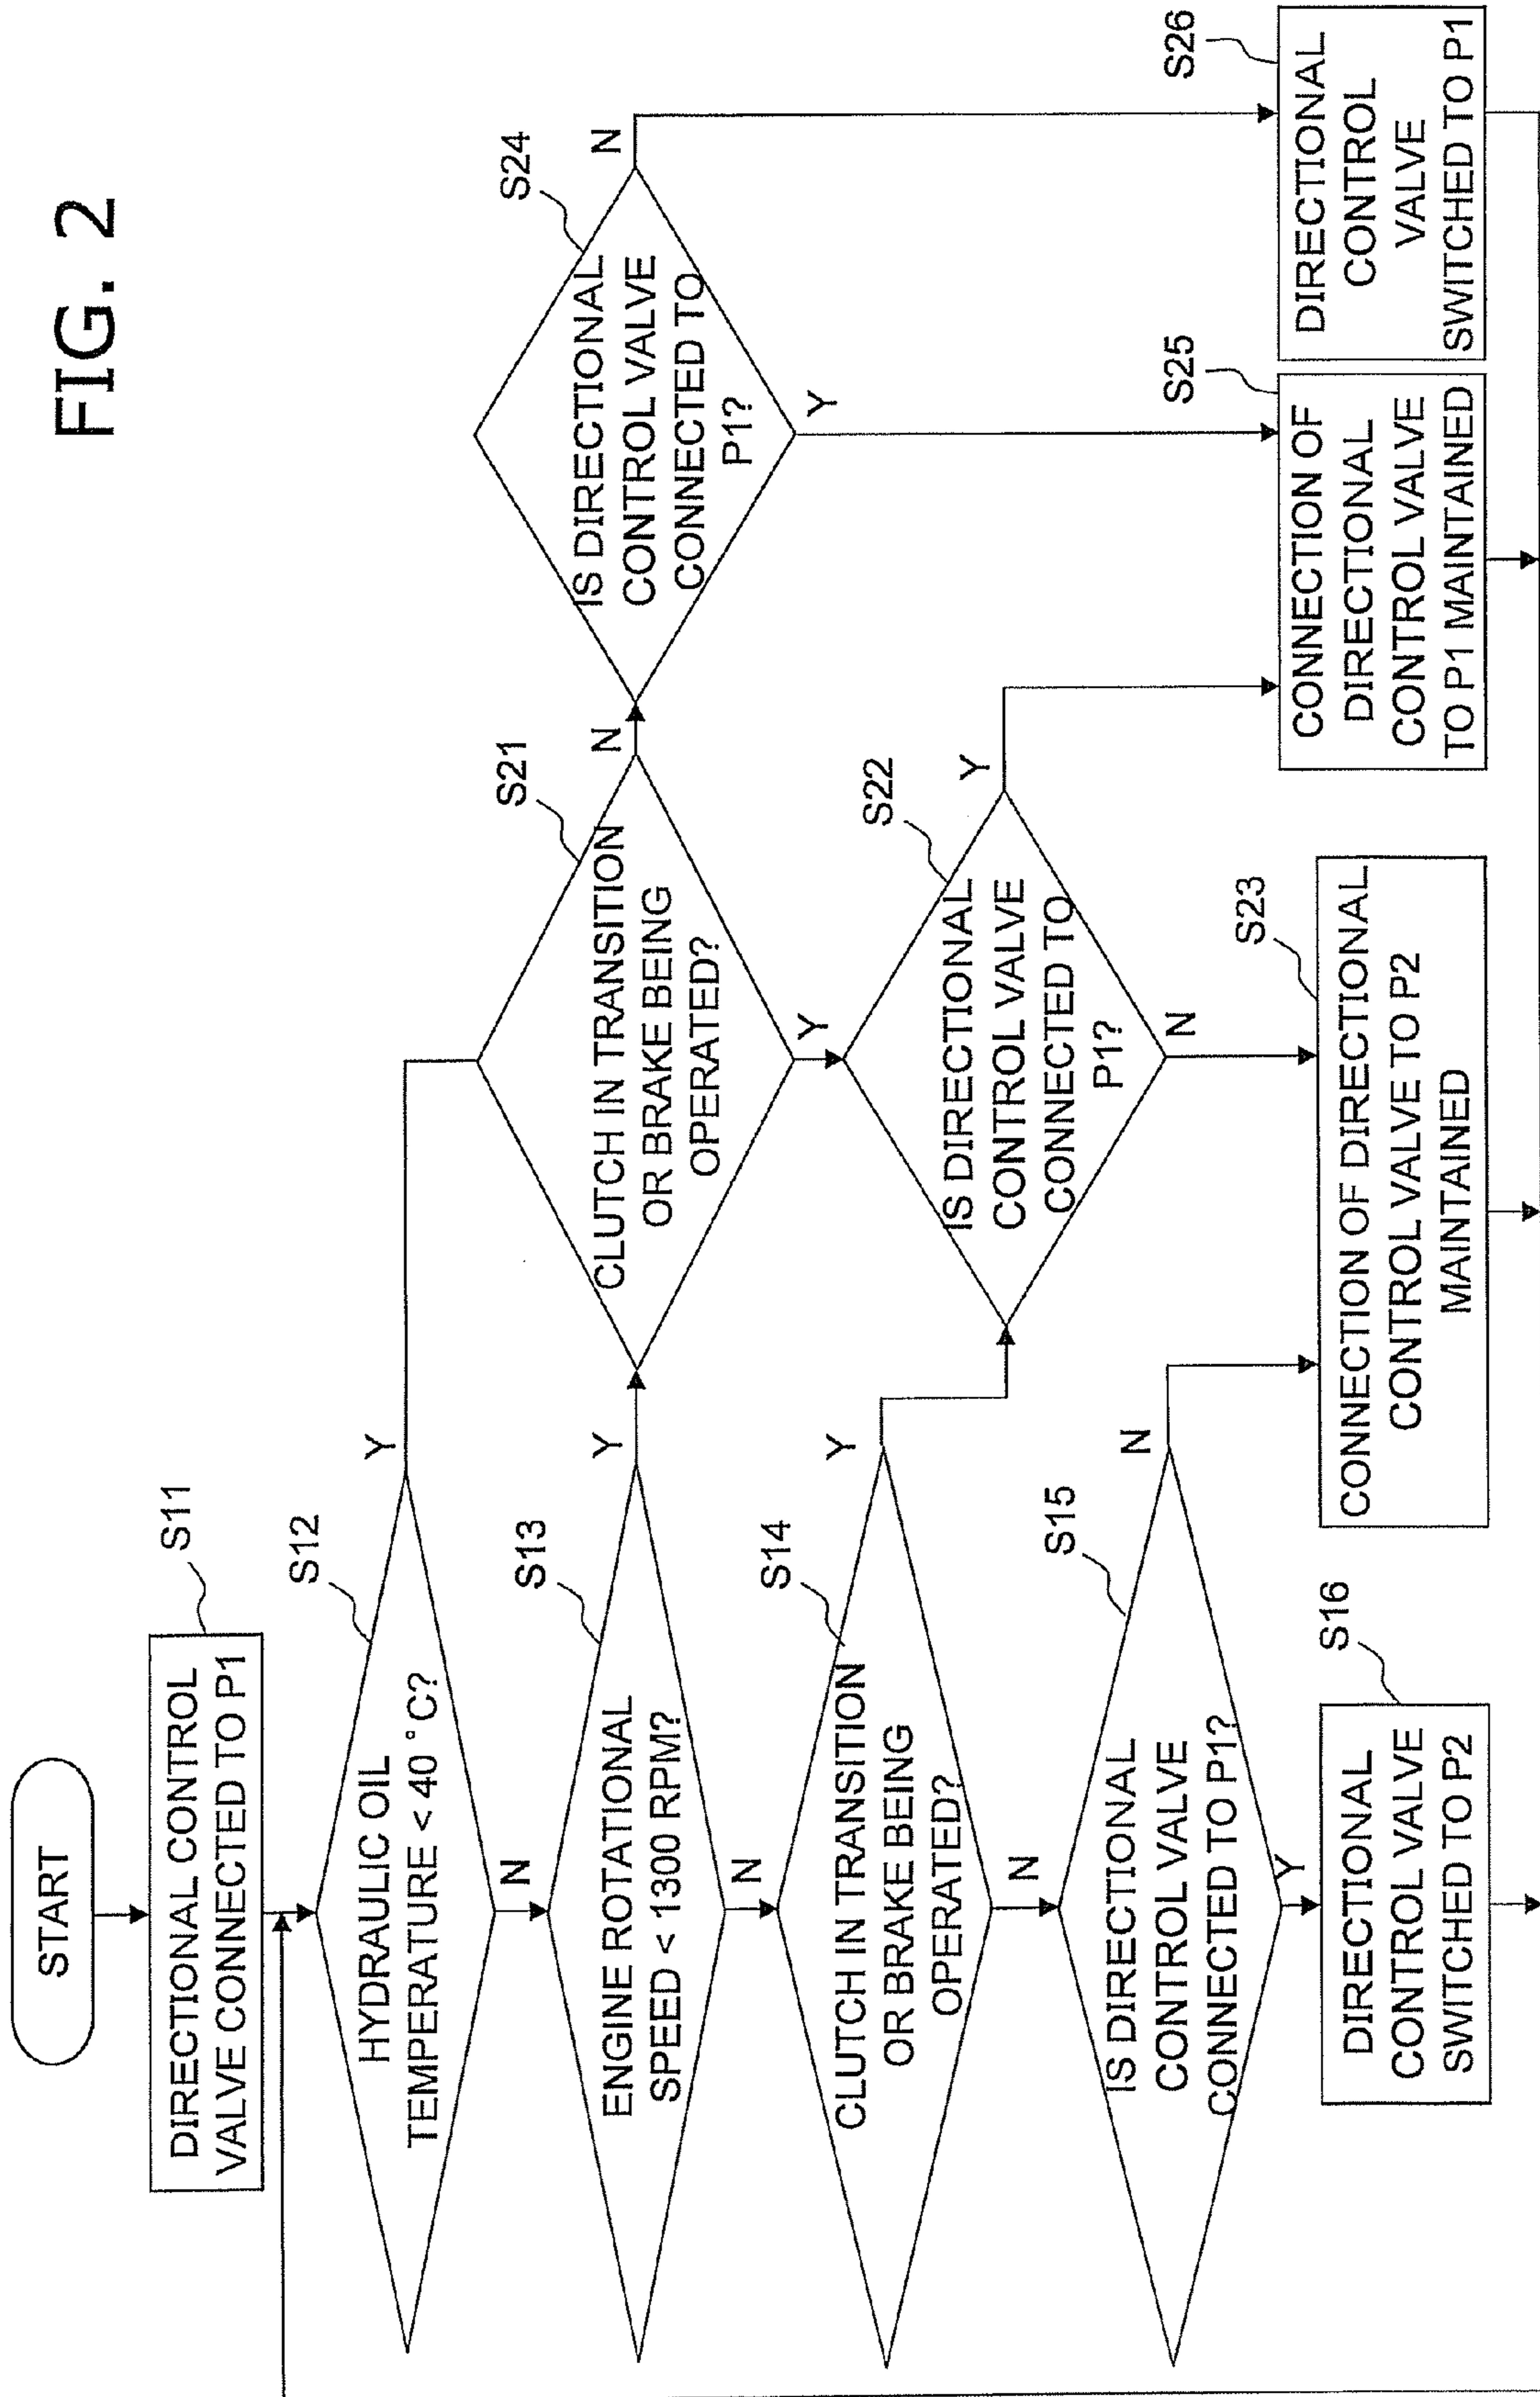 FIG. 2
START
S11
DIRECTIONAL CONTROL
VALVE CONNECTED TO P1
S12
HYDRAULIC OIL
TEMPERATURE < 40°C?
Y
N
S13
ENGINE ROTATIONAL
SPEED < 1300 RPM?
Y
N
S14
CLUTCH IN TRANSITION
OR BRAKE BEING
OPERATED?
Y
N
S15
IS DIRECTIONAL
CONTROL VALVE
CONNECTED TO P1?
N
Y
S16
DIRECTIONAL
CONTROL VALVE
SWITCHED TO P2
S21
CLUTCH IN TRANSITION
OR BRAKE BEING
OPERATED?
N
Y
S22
IS DIRECTIONAL
CONTROL VALVE
CONNECTED TO
P1?
Y
N
S23
CONNECTION OF DIRECTIONAL
CONTROL VALVE TO P2
MAINTAINED
S24
IS DIRECTIONAL
CONTROL VALVE
CONNECTED TO
P1?
N
Y
S25
CONNECTION OF
DIRECTIONAL
CONTROL VALVE
TO P1 MAINTAINED
S26
DIRECTIONAL
CONTROL
VALVE
SWITCHED TO P1